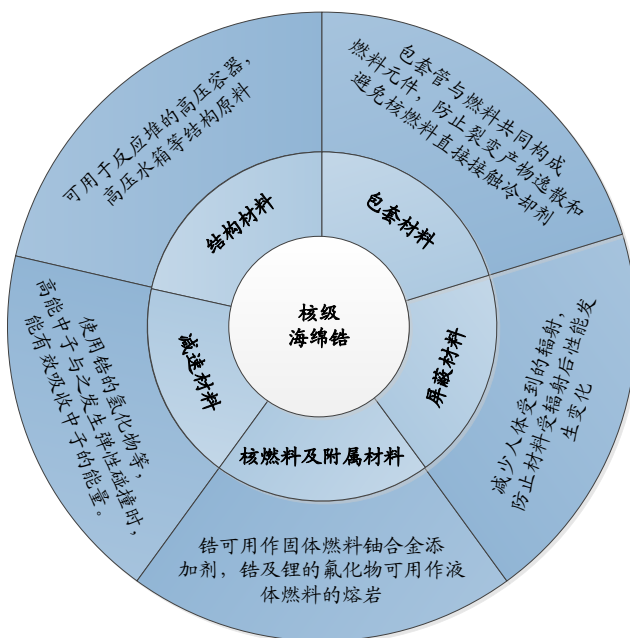 核级
海绵锆
结构材料
可用于反应堆的高压容器，
高压水箱等结构原料
包套材料
包套管与燃料共同构成
燃料元件，防止裂变产物逸散和
避免核燃料直接接触冷却剂
屏蔽材料
减少人体受到的辐射，
防止材料受辐射后性能发
生变化
核燃料及附属材料
锆可用作固体燃料铀合金添
加剂，锆及锂的氟化物可用作液
体燃料的熔岩
减速材料
使用锆的氢化物等，
高能中子与之发生弹性碰撞时，
能有效吸收中子的能量。